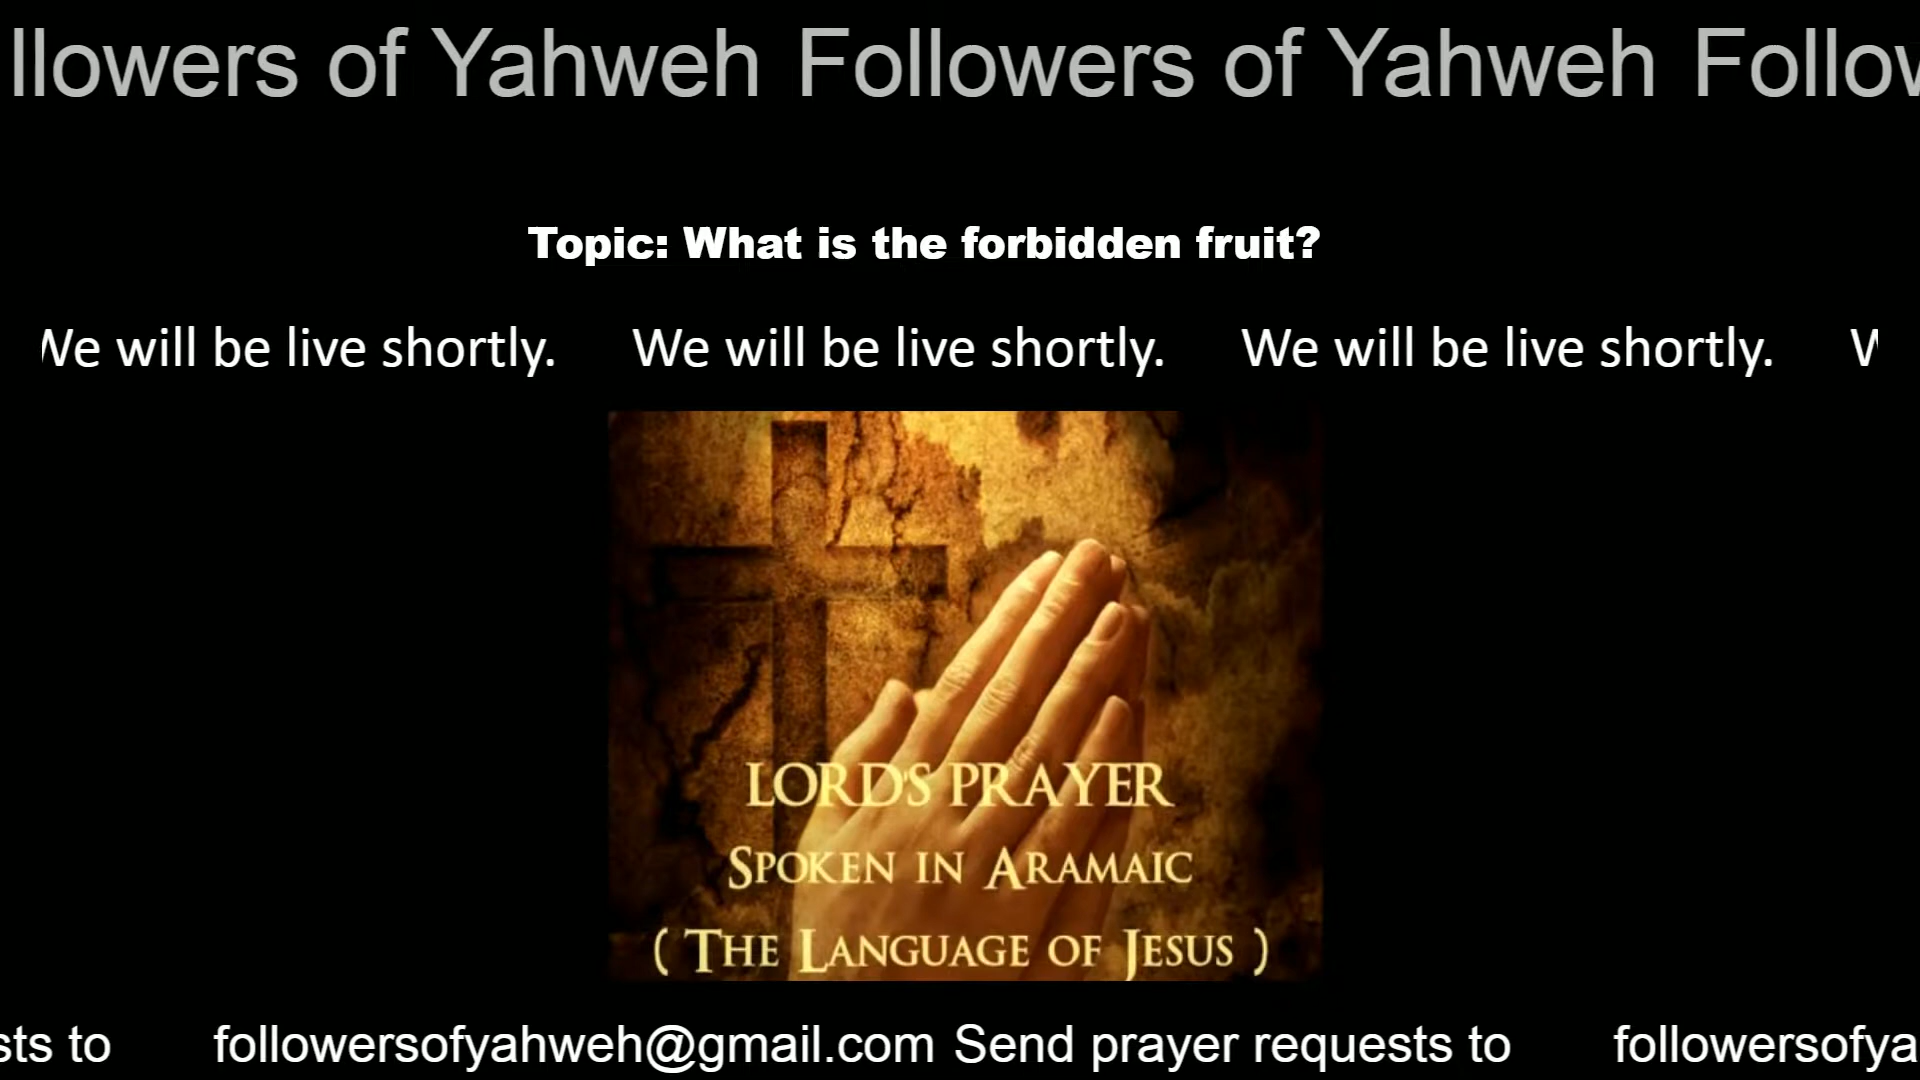 llowers of Yahweh Followers of Yahweh Follow
Topic: What is the forbidden fruit?
We will be live shortly. We will be live shortly. We will be live shortly. W
LORD'S PRAYER
SPOKEN IN ARAMAIC
( THE LANGUAGE OF JESUS )
sts to followersofyahweh@gmail.com Send prayer requests to followersofya